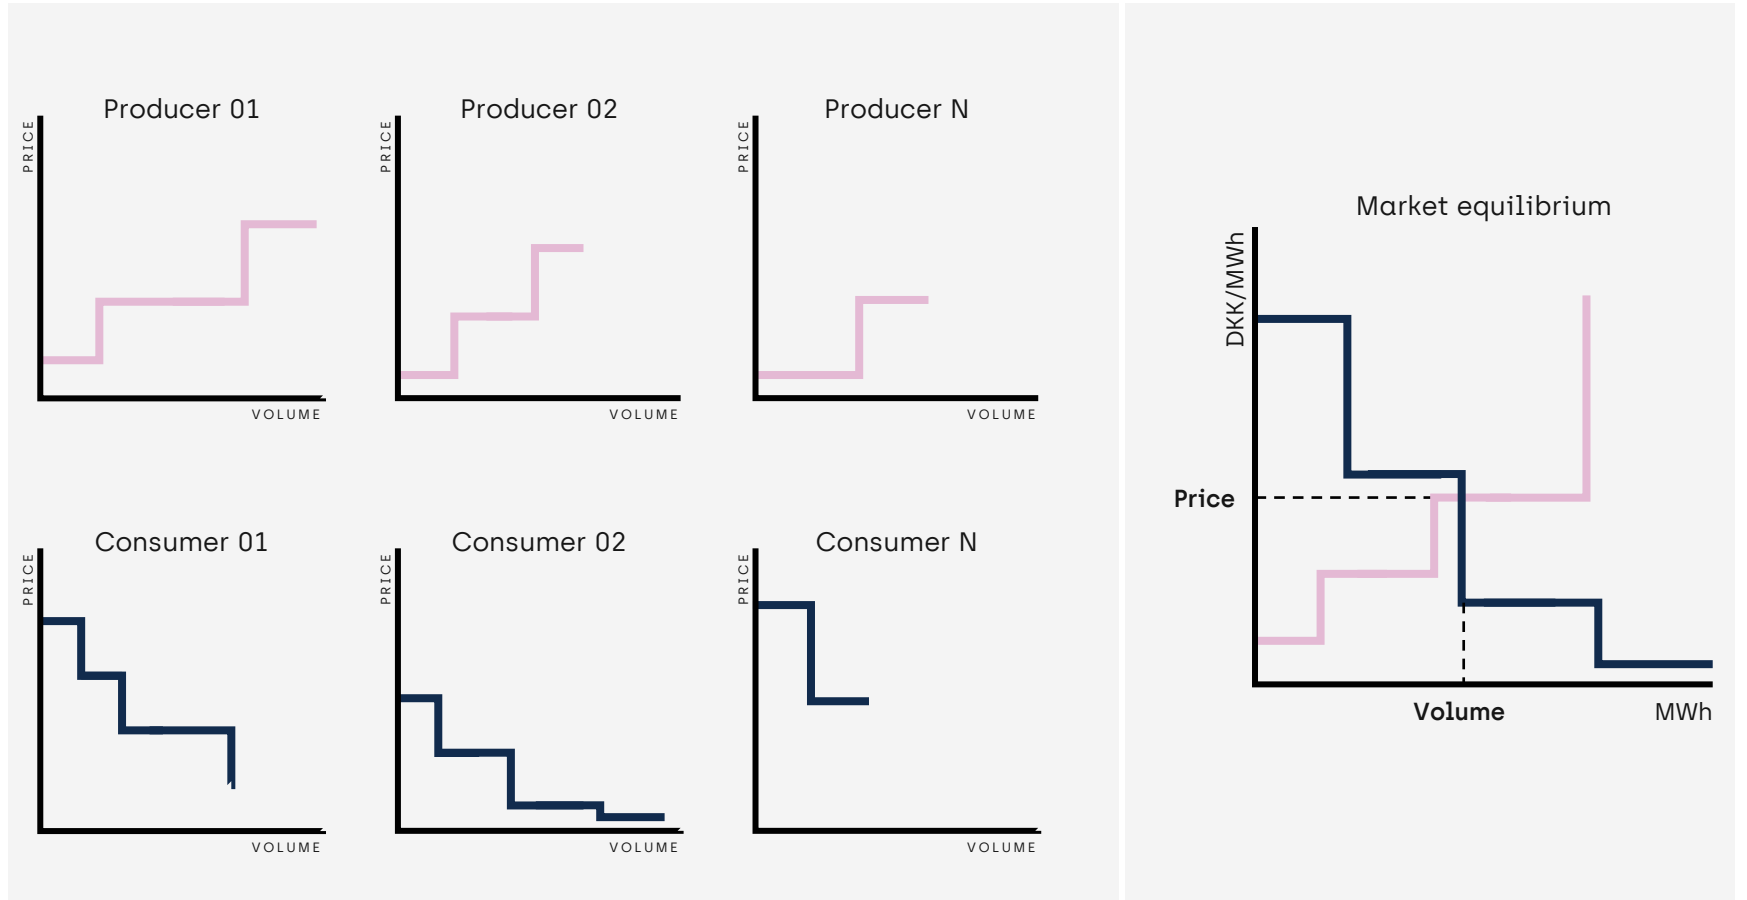 Producer 01
PRICE
VOLUME
Producer 02
PRICE
VOLUME
Producer N
PRICE
VOLUME
Consumer 01
PRICE
VOLUME
Consumer 02
PRICE
VOLUME
Consumer N
PRICE
VOLUME
Market equilibrium
DKK/MWh
Price
Volume
MWh